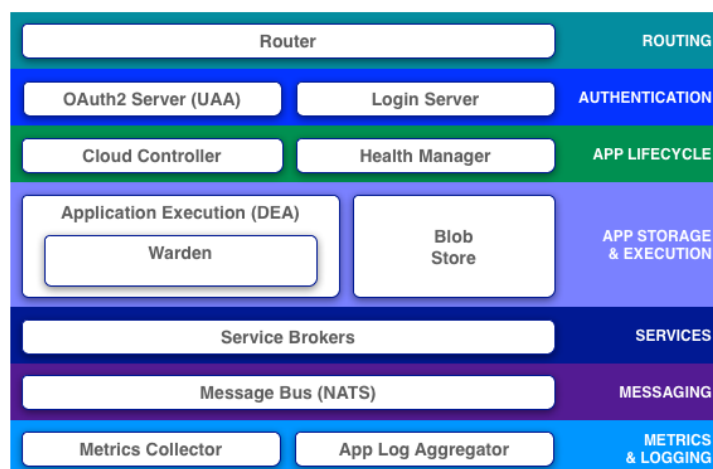 Router
ROUTING
OAuth2 Server (UAA)
Login Server
AUTHENTICATION
Cloud Controller
Health Manager
APP LIFECYCLE
Application Execution (DEA)
Warden
Blob
Store
APP STORAGE
& EXECUTION
Service Brokers
SERVICES
Message Bus (NATS)
MESSAGING
Metrics Collector
App Log Aggregator
METRICS
& LOGGING